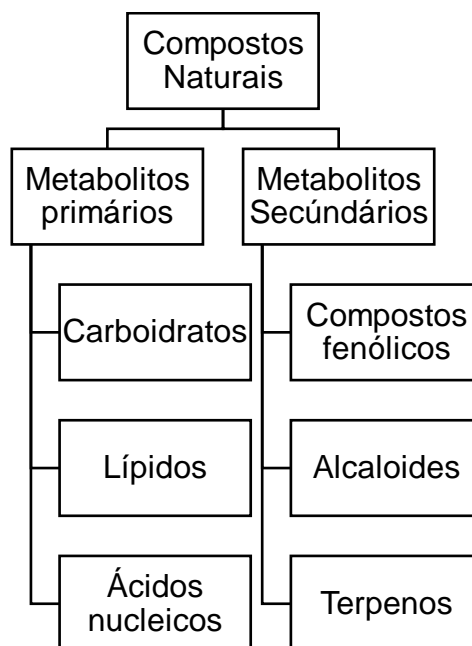 Compostos
Naturais
Metabolitos
primários
Metabolitos
Secúndários
Carboidratos
Compostos
fenólicos
Lípidos
Alcaloides
Ácidos
nucleicos
Terpenos